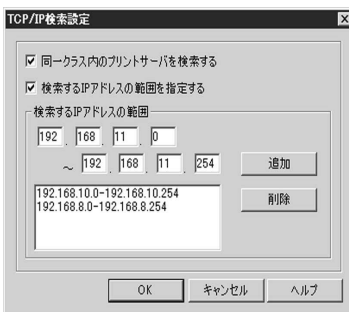 TCP/IP検索設定
同一クラス内のプリントサーバを検索する
検索するIPアドレスの範囲を指定する
検索するIPアドレスの範囲
192 . 168 . 11 . 0
～ 192 . 168 . 11 . 254
追加
192.168.10.0-192.168.10.254
192.168.8.0-192.168.8.254
削除
OK キャンセル ヘルプ